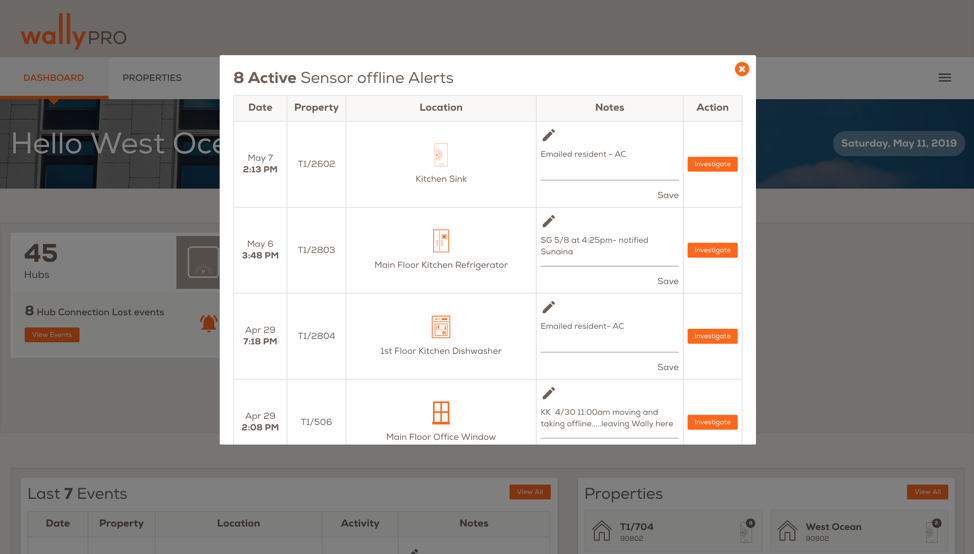 wallyPRO
DASHBOARD
PROPERTIES
Hello West Oce
Saturday, May 11, 2019
8 Active Sensor offline Alerts
Date Property Location Notes Action
May 7
2:13 PM
T1/2602
Kitchen Sink
Emailed resident - AC
Save
Investigate
May 6
3:48 PM
T1/2803
Main Floor Kitchen Refrigerator
SG 5/8 at 4:25pm- notified
Sunaina
Save
Investigate
Apr 29
7:18 PM
T1/2804
1st Floor Kitchen Dishwasher
Emailed resident- AC
Save
Investigate
Apr 29
2:08 PM
T1/506
Main Floor Office Window
KK 4/30 11:00am moving and
taking offline.....leaving Wally here
Investigate
45
Hubs
8 Hub Connection Lost events
View Events
Last 7 Events
View All
Date Property Location Activity Notes
Properties
View All
T1/704
90802
West Ocean
90802